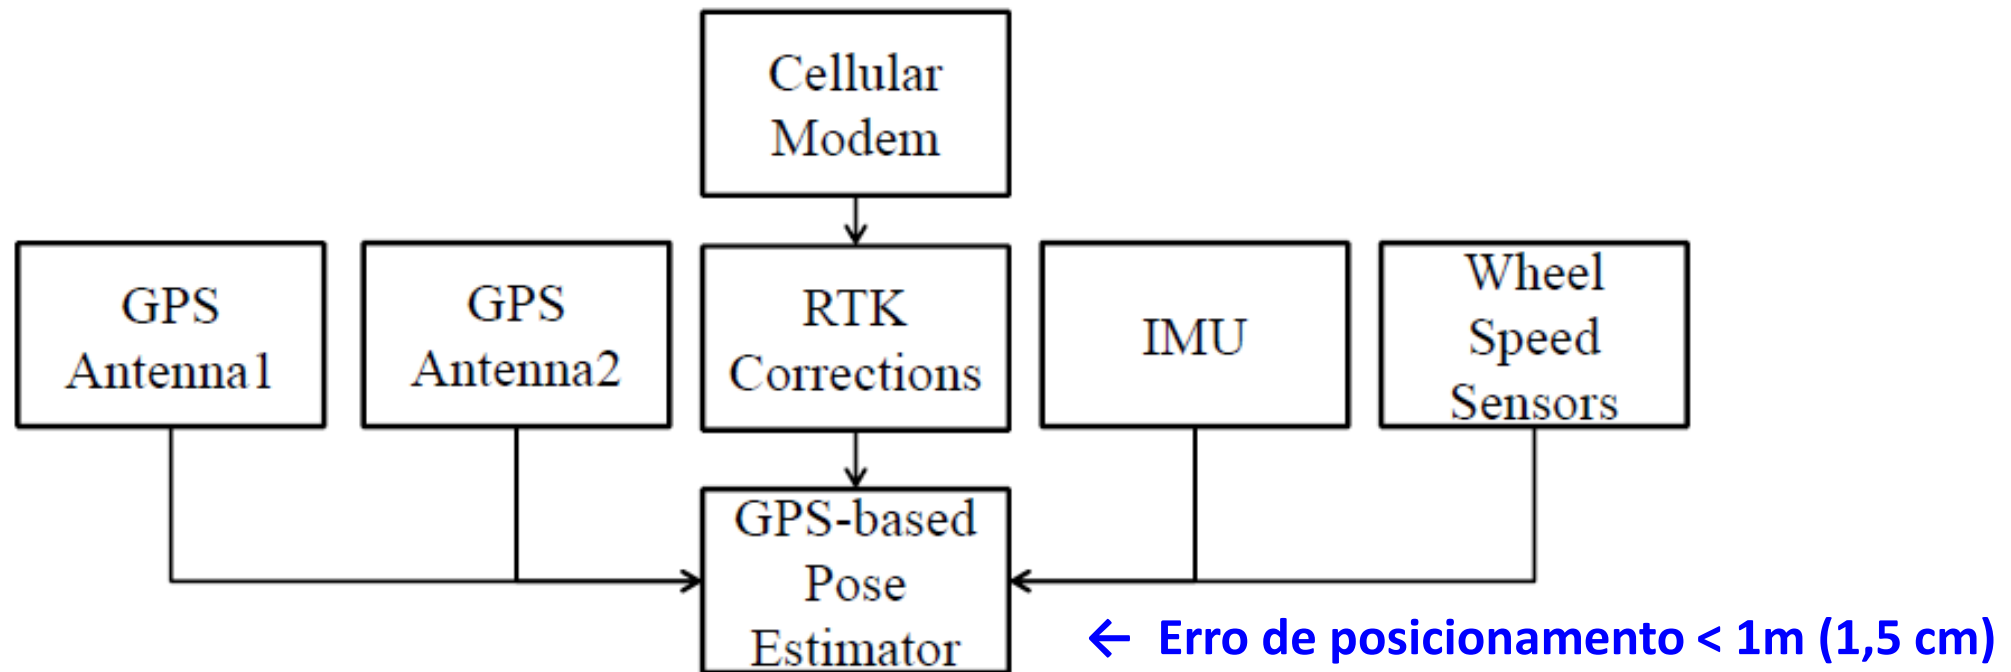 Cellular
Modem
GPS
Antenna1
GPS
Antenna2
RTK
Corrections
IMU
Wheel
Speed
Sensors
GPS-based
Pose
Estimator
← Erro de posicionamento < 1m (1,5 cm)